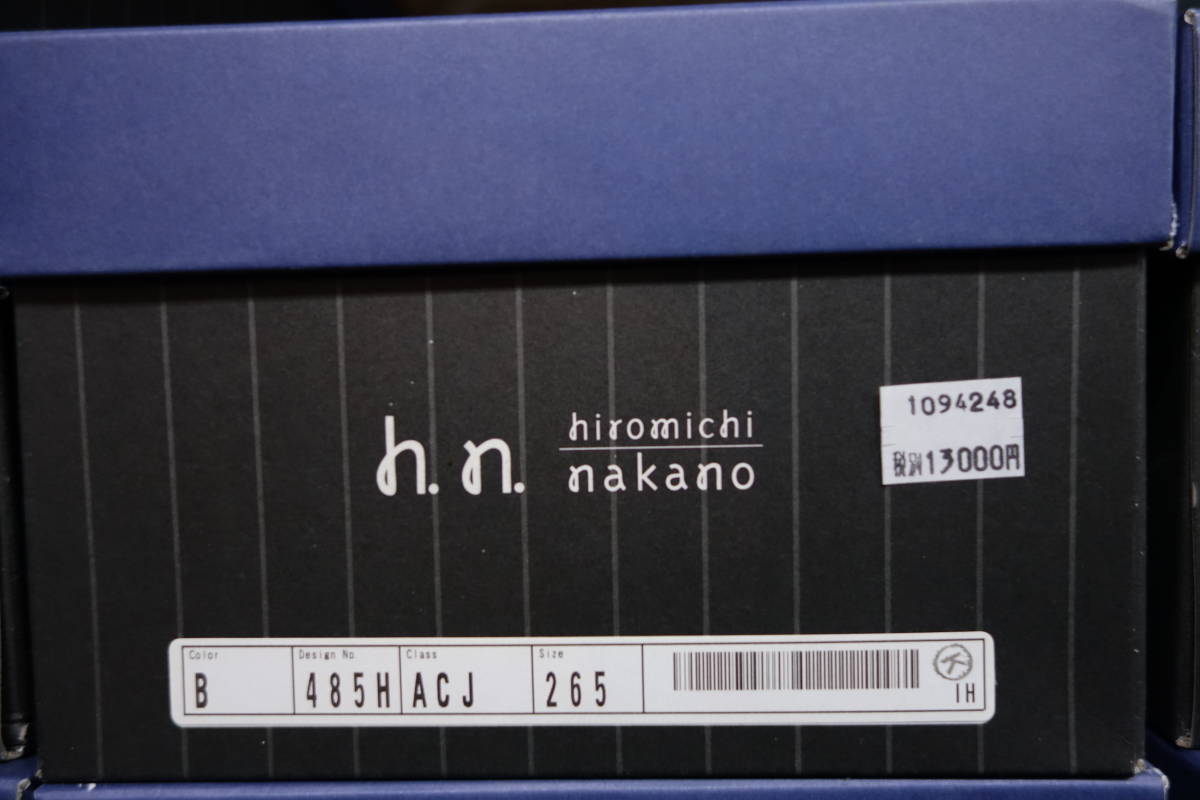 h.n.
hiromichi
nakano
1094248
税別13000円
Color
B
Design No.
485H
Class
ACJ
Size
265
IH